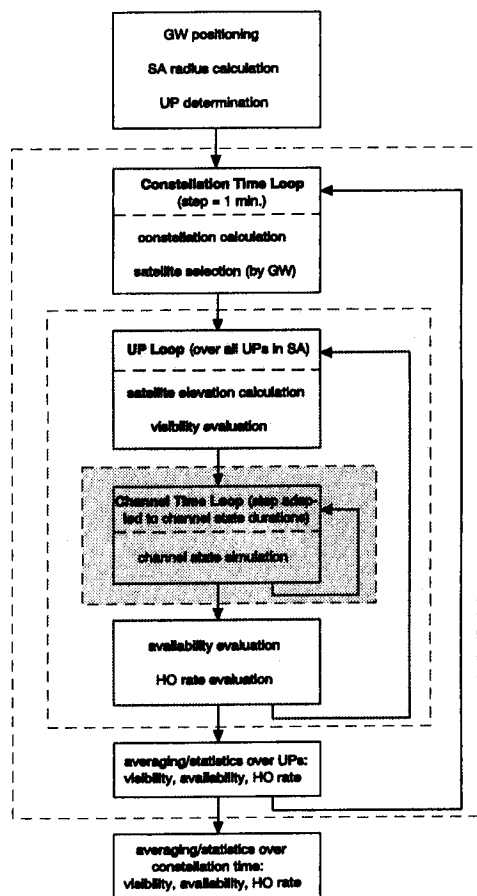 GW positioning
SA radius calculation
UP determination
Constellation Time Loop
(step = 1 min.)
constellation calculation
satellite selection (by GW)
UP Loop (over all UPs in SA)
satellite elevation calculation
visibility evaluation
Channel Time Loop (step adap-
ted to channel state durations)
channel state simulation
availability evaluation
HO rate evaluation
averaging/statistics over UPs:
visibility, availability, HO rate
averaging/statistics over
constellation time:
visibility, availability, HO rate